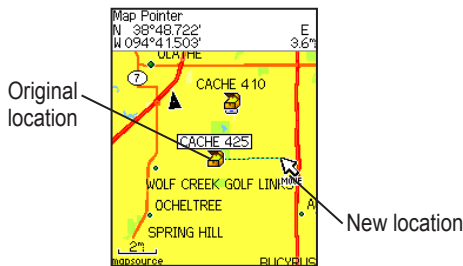 Map Pointer
N 38°48.722' E
W 094°41.503' 3.6m
OLATHE
7
CACHE 410
Original
location
CACHE 425
MOVE
WOLF CREEK GOLF LINKS
OCHELTREE
A
New location
SPRING HILL
2m
mapsource BUCYRUS